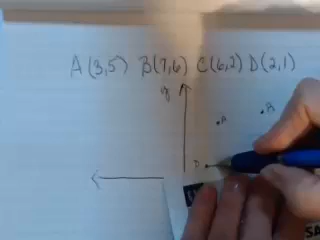 A(3,5) B(7,6) C(6,2) D(2,1)
y
B
A
D